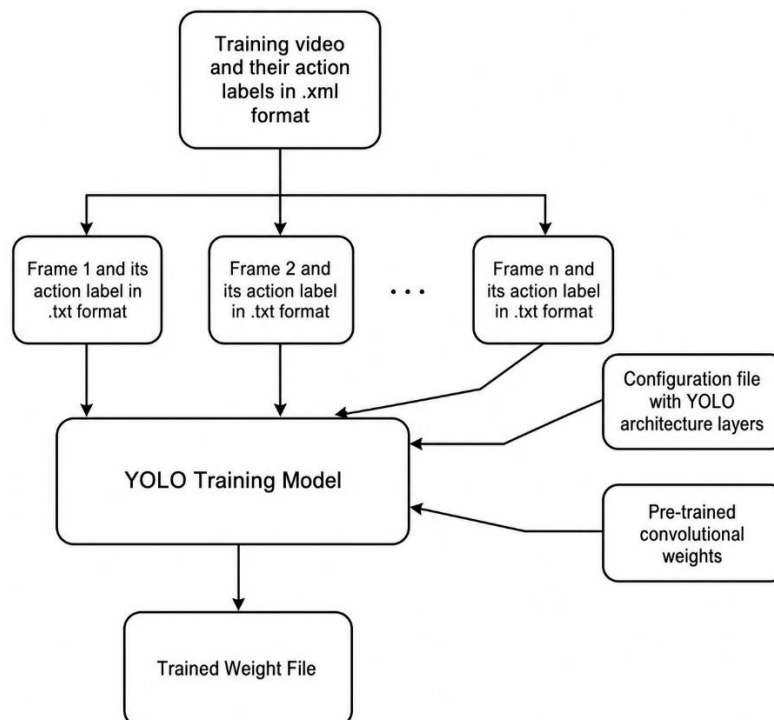 Training video
and their action
labels in .xml
format
Frame 1 and its
action label in
.txt format
Frame 2 and
its action label
in .txt format
...
Frame n and
its action label
in .txt format
Configuration file
with YOLO
architecture layers
YOLO Training Model
Pre-trained
convolutional
weights
Trained Weight File